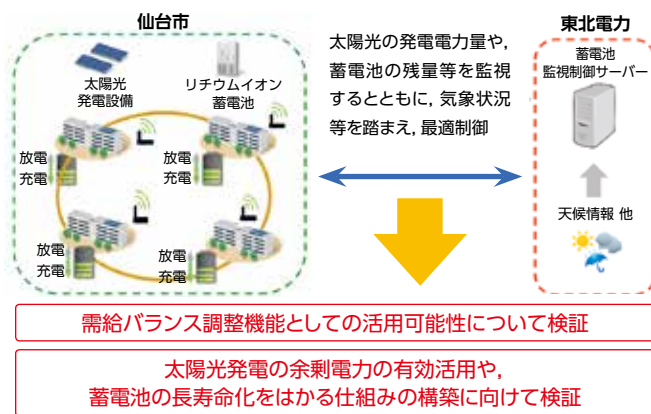 仙台市
太陽光
発電設備
リチウムイオン
蓄電池
放電
充電
放電
充電
放電
充電
放電
充電
太陽光の発電電力量や,
蓄電池の残量等を監視
するとともに, 気象状況
等を踏まえ, 最適制御
東北電力
蓄電池
監視制御サーバー
天候情報 他
需給バランス調整機能としての活用可能性について検証
太陽光発電の余剰電力の有効活用や,
蓄電池の長寿命化をはかる仕組みの構築に向けて検証